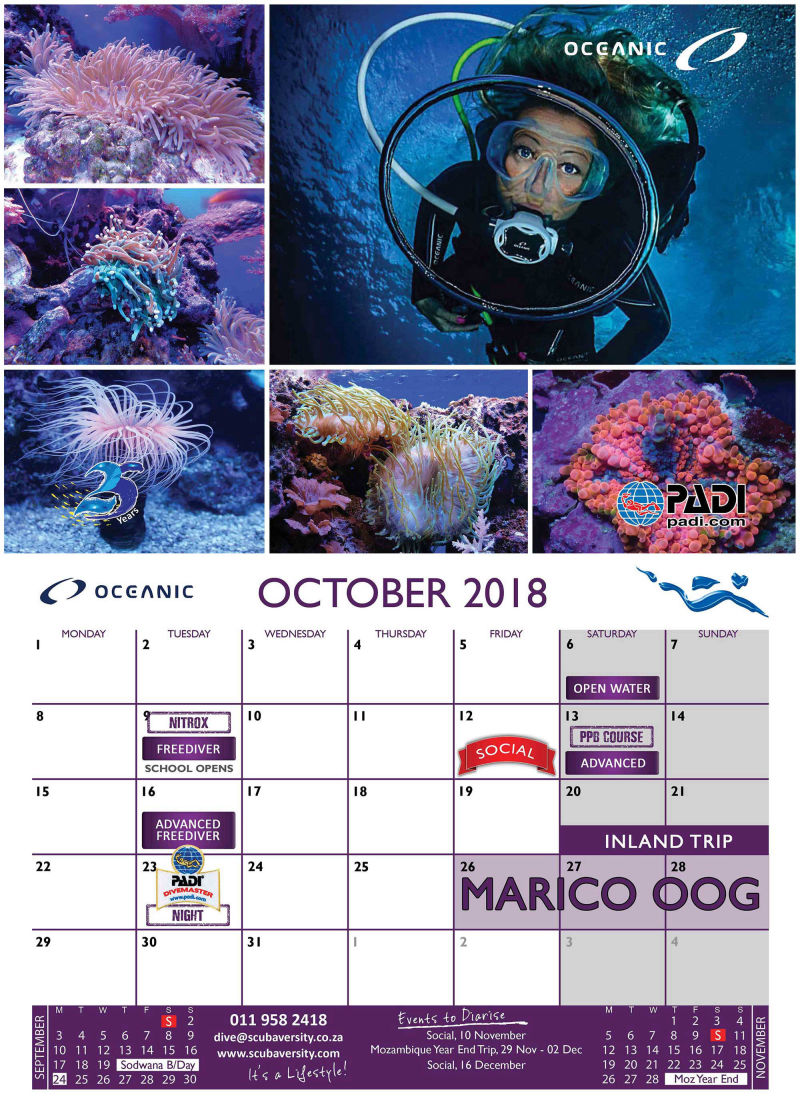 OCEANIC
OCEANIC
OCEANIC
OCEANIC
25
Years
PADI
padi.com
OCEANIC
OCTOBER 2018
MONDAY TUESDAY WEDNESDAY THURSDAY FRIDAY SATURDAY SUNDAY
1 2 3 4 5 6 7
OPEN WATER
8 9 10 11 12 13 14
NITROX
FREEDIVER
SCHOOL OPENS
SOCIAL
PPB COURSE
ADVANCED
15 16 17 18 19 20 21
ADVANCED
FREEDIVER
INLAND TRIP
22 23 24 25 26 27 28
PADI
DIVEMASTER
www.padi.com
NIGHT
MARICO OOG
29 30 31 1 2 3 4
SEPTEMBER
M T W T F S S
S 2
3 4 5 6 7 8 9
10 11 12 13 14 15 16
17 18 19 Sodwana B/Day
24 25 26 27 28 29 30
011 958 2418
dive@scubaversity.co.za
www.scubaversity.com
It's a Lifestyle!
Events to Diarise
Social, 10 November
Mozambique Year End Trip, 29 Nov - 02 Dec
Social, 16 December
M T W T F S S
1 2 3 4
5 6 7 8 9 S 11
12 13 14 15 16 17 18
19 20 21 22 23 24 25
26 27 28 Moz Year End
NOVEMBER